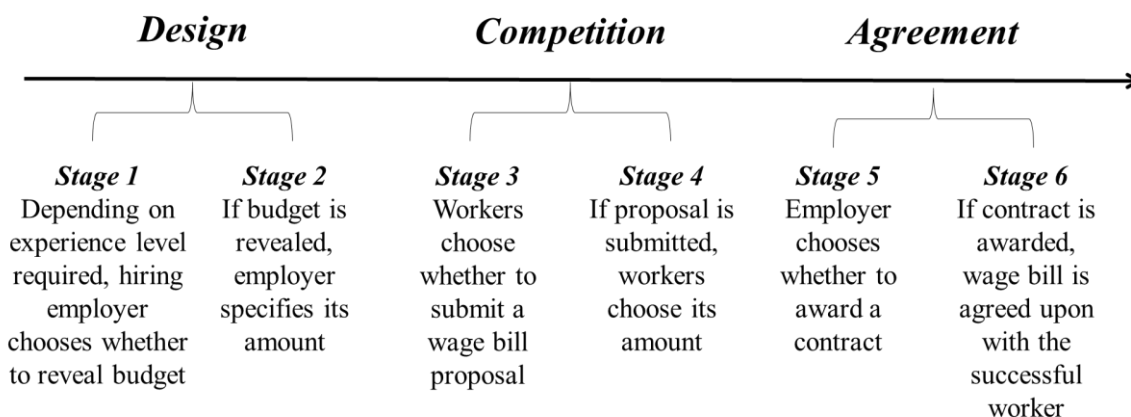 Design
Competition
Agreement
Stage 1
Depending on
experience level
required, hiring
employer
chooses whether
to reveal budget
Stage 2
If budget is
revealed,
employer
specifies its
amount
Stage 3
Workers
choose
whether to
submit a
wage bill
proposal
Stage 4
If proposal is
submitted,
workers
choose its
amount
Stage 5
Employer
chooses
whether to
award a
contract
Stage 6
If contract is
awarded,
wage bill is
agreed upon
with the
successful
worker